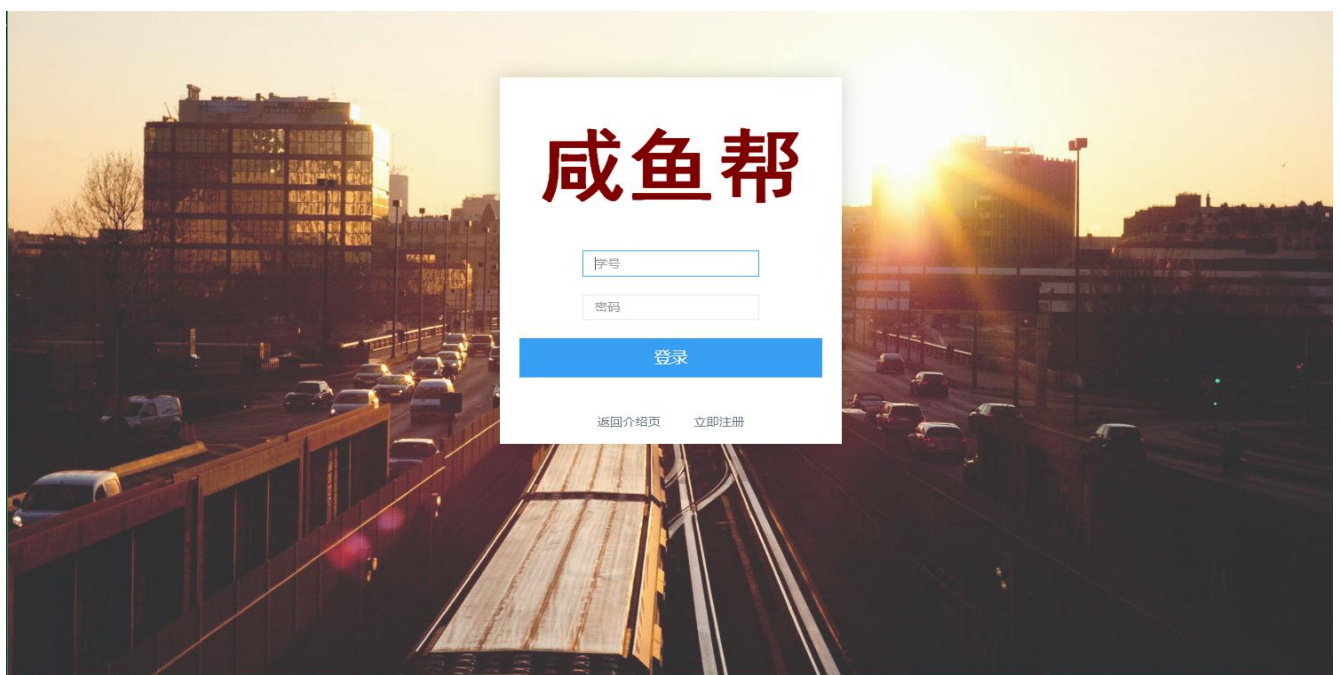 咸鱼帮
学号
密码
登录
返回介绍页 立即注册